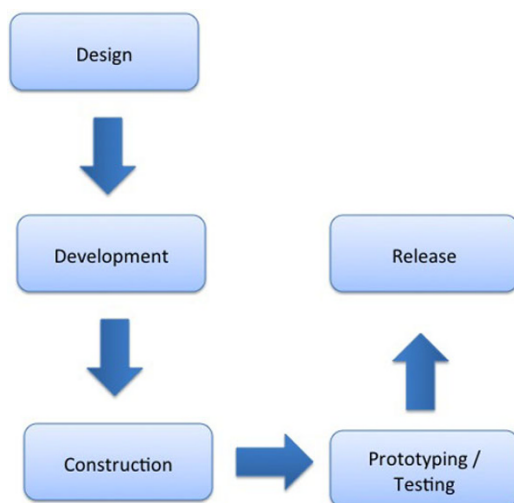 Design
Development
Release
Construction
Prototyping /
Testing